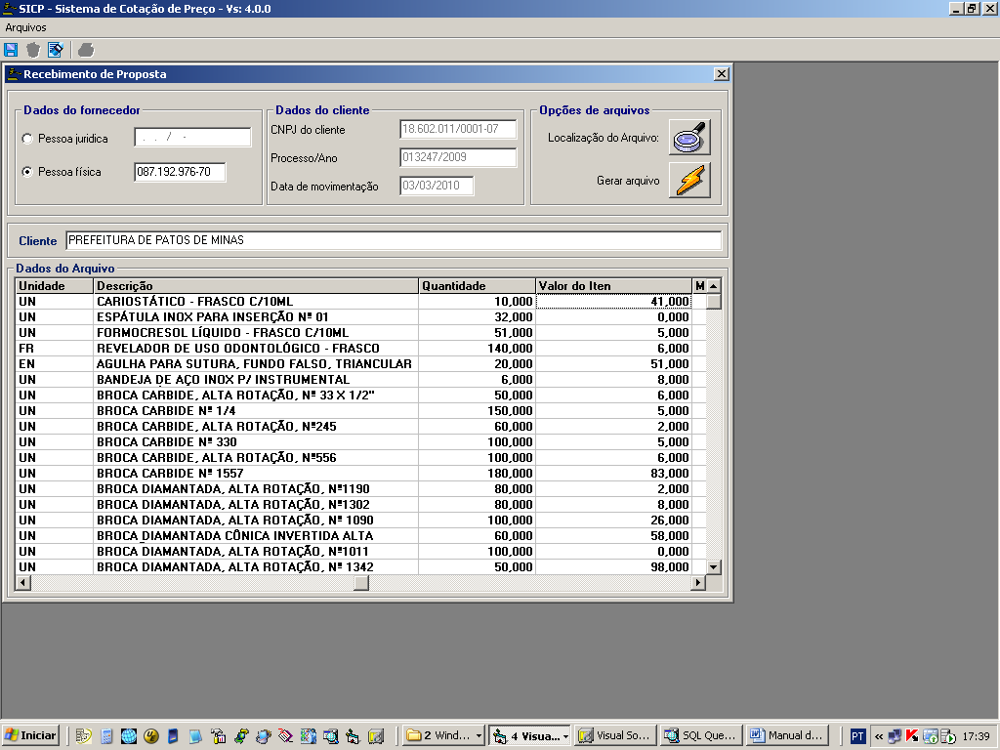 SICP - Sistema de Cotação de Preço - Vs: 4.0.0
Arquivos
Recebimento de Proposta
Dados do fornecedor
Pessoa juridica . . / -
Pessoa física 087.192.976-70
Dados do cliente
CNPJ do cliente 18.602.011/0001-07
Processo/Ano 013247/2009
Data de movimentação 03/03/2010
Opções de arquivos
Localização do Arquivo:
Gerar arquivo
Cliente PREFEITURA DE PATOS DE MINAS
Dados do Arquivo
Unidade Descrição Quantidade Valor do Iten M
UN CARIOSTÁTICO - FRASCO C/10ML 10,000 41,000
UN ESPÁTULA INOX PARA INSERÇÃO Nº 01 32,000 0,000
UN FORMOCRESOL LÍQUIDO - FRASCO C/10ML 51,000 5,000
FR REVELADOR DE USO ODONTOLÓGICO - FRASCO 140,000 6,000
EN AGULHA PARA SUTURA, FUNDO FALSO, TRIANGULAR 20,000 51,000
UN BANDEJA DE AÇO INOX P/ INSTRUMENTAL 6,000 8,000
UN BROCA CARBIDE, ALTA ROTAÇÃO, Nº 33 X 1/2" 50,000 6,000
UN BROCA CARBIDE Nº 1/4 150,000 5,000
UN BROCA CARBIDE, ALTA ROTAÇÃO, Nº245 60,000 2,000
UN BROCA CARBIDE Nº 330 100,000 5,000
UN BROCA CARBIDE, ALTA ROTAÇÃO, Nº556 100,000 6,000
UN BROCA CARBIDE Nº 1557 180,000 83,000
UN BROCA DIAMANTADA, ALTA ROTAÇÃO, Nº1190 80,000 2,000
UN BROCA DIAMANTADA, ALTA ROTAÇÃO, Nº1302 80,000 8,000
UN BROCA DIAMANTADA, ALTA ROTAÇÃO, Nº 1090 100,000 26,000
UN BROCA DIAMANTADA CÔNICA INVERTIDA ALTA 60,000 58,000
UN BROCA DIAMANTADA, ALTA ROTAÇÃO, Nº1011 100,000 0,000
UN BROCA DIAMANTADA, ALTA ROTAÇÃO, Nº 1342 50,000 98,000
Iniciar 2 Wind... 4 Visua... Visual So... SQL Que... Manual d... PT « 17:39